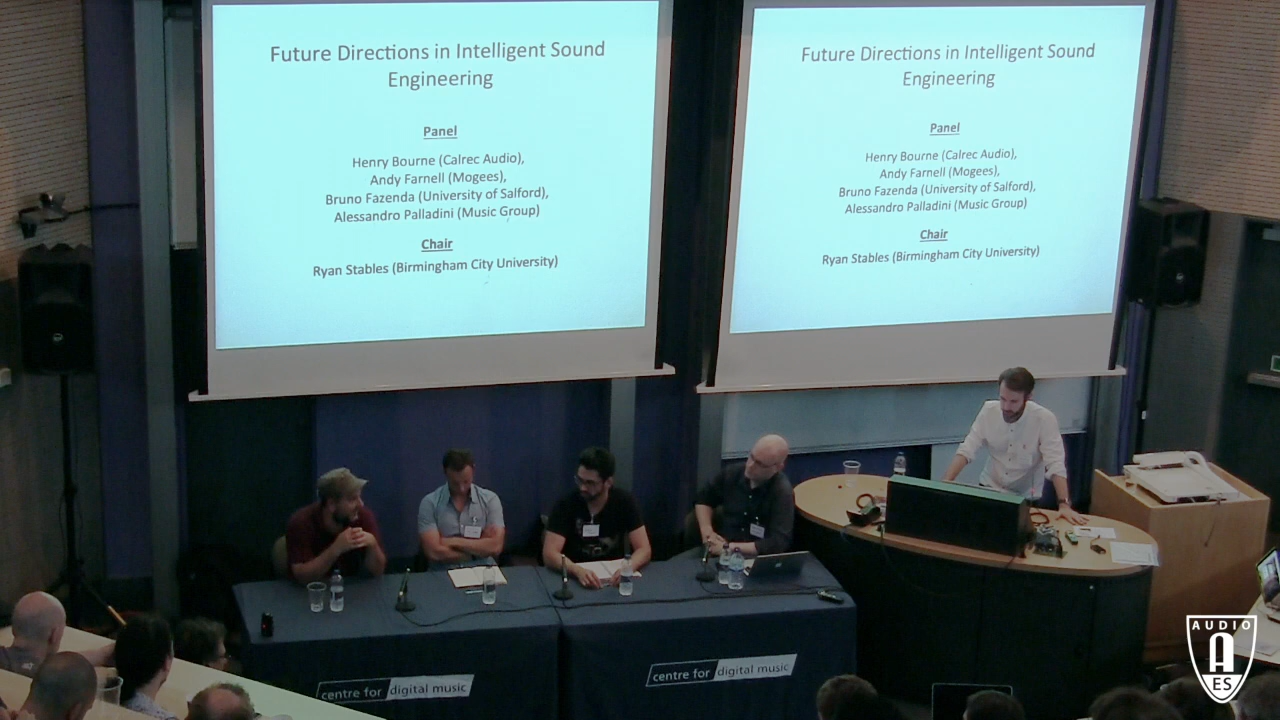 Future Directions in Intelligent Sound
Engineering
Panel
Henry Bourne (Calrec Audio),
Andy Farnell (Mogees),
Bruno Fazenda (University of Salford),
Alessandro Palladini (Music Group)
Chair
Ryan Stables (Birmingham City University)
Future Directions in Intelligent Sound
Engineering
Panel
Henry Bourne (Calrec Audio),
Andy Farnell (Mogees),
Bruno Fazenda (University of Salford),
Alessandro Palladini (Music Group)
Chair
Ryan Stables (Birmingham City University)
centre for digital music
centre for digital music
AUDIO
A
ES